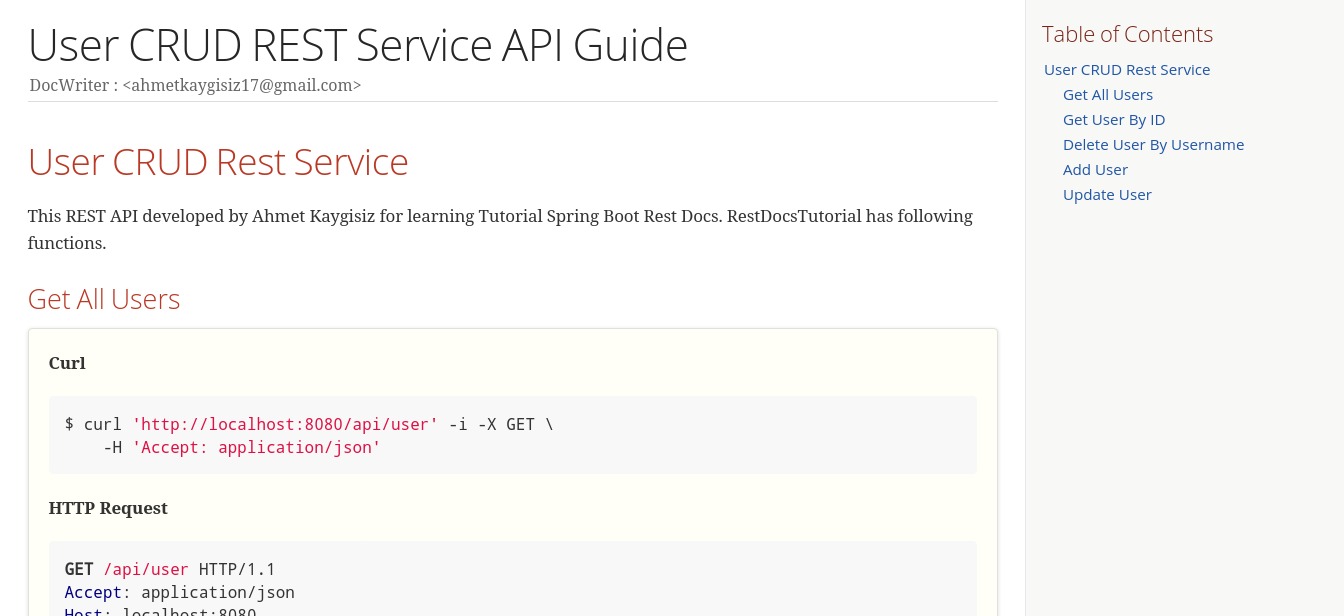 User CRUD REST Service API Guide
DocWriter : <ahmetkaygisiz17@gmail.com>
User CRUD Rest Service
This REST API developed by Ahmet Kaygisiz for learning Tutorial Spring Boot Rest Docs. RestDocsTutorial has following
functions.
Get All Users
Curl
$ curl 'http://localhost:8080/api/user' -i -X GET \
    -H 'Accept: application/json'
HTTP Request
GET /api/user HTTP/1.1
Accept: application/json
Host: localhost:8080
Table of Contents
User CRUD Rest Service
Get All Users
Get User By ID
Delete User By Username
Add User
Update User